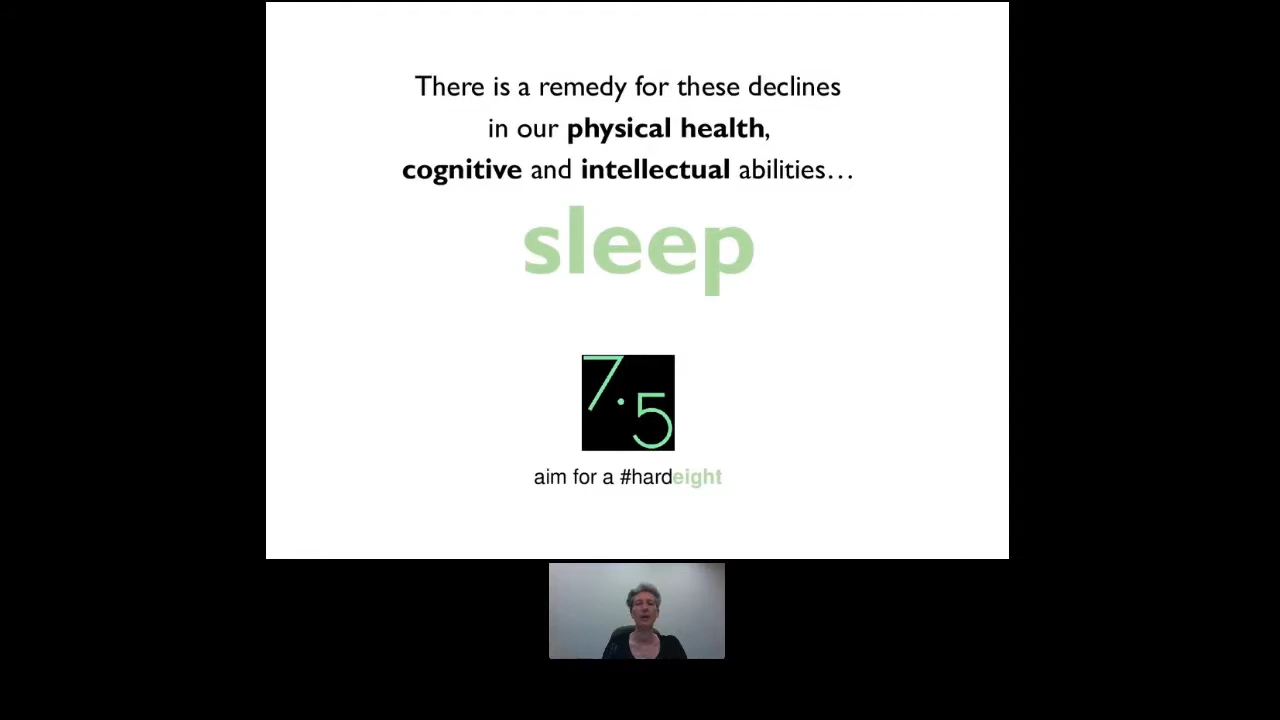 There is a remedy for these declines
in our physical health,
cognitive and intellectual abilities…
sleep
7.5
aim for a #hardeight